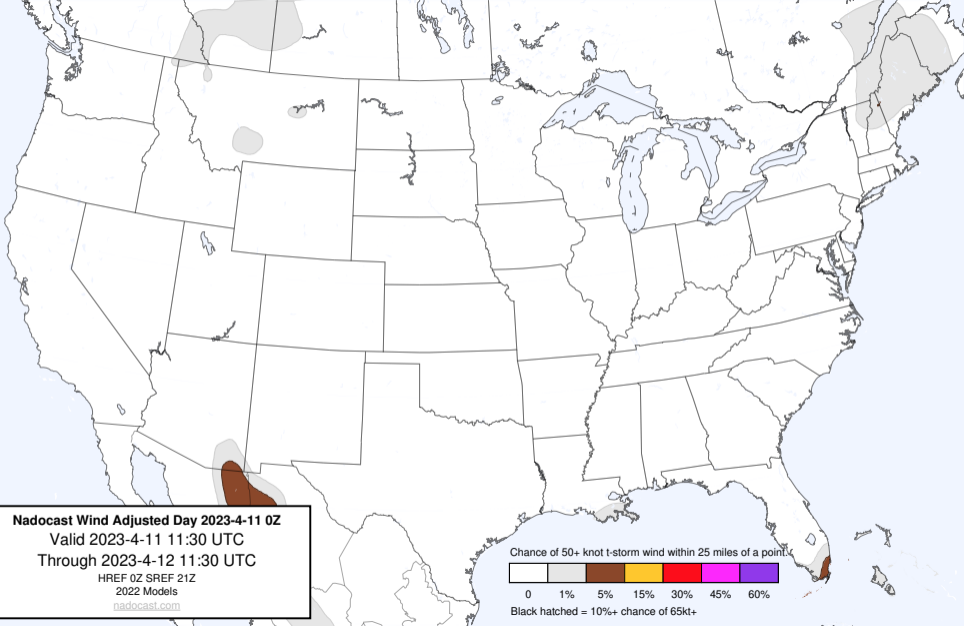 Nadocast Wind Adjusted Day 2023-4-11 0Z
Valid 2023-4-11 11:30 UTC
Through 2023-4-12 11:30 UTC
HREF 0Z SREF 21Z
2022 Models
nadocast.com
Chance of 50+ knot t-storm wind within 25 miles of a point.
0 1% 5% 15% 30% 45% 60%
Black hatched = 10%+ chance of 65kt+